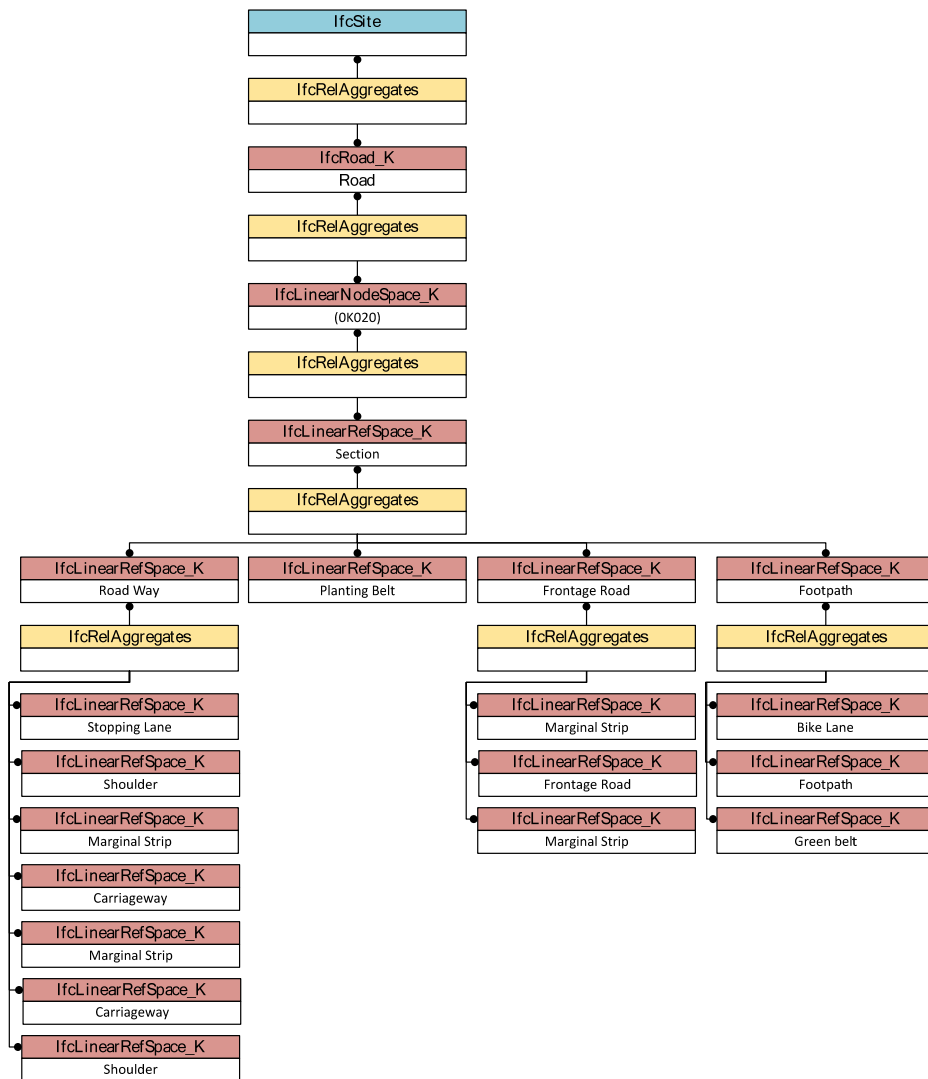 IfcSite
IfcRelAggregates
IfcRoad_K
Road
IfcRelAggregates
IfcLinearNodeSpace_K
(0K020)
IfcRelAggregates
IfcLinearRefSpace_K
Section
IfcRelAggregates
IfcLinearRefSpace_K
Road Way
IfcLinearRefSpace_K
Planting Belt
IfcLinearRefSpace_K
Frontage Road
IfcLinearRefSpace_K
Footpath
IfcRelAggregates
IfcLinearRefSpace_K
Stopping Lane
IfcLinearRefSpace_K
Shoulder
IfcLinearRefSpace_K
Marginal Strip
IfcLinearRefSpace_K
Carriageway
IfcLinearRefSpace_K
Marginal Strip
IfcLinearRefSpace_K
Carriageway
IfcLinearRefSpace_K
Shoulder
IfcRelAggregates
IfcLinearRefSpace_K
Marginal Strip
IfcLinearRefSpace_K
Frontage Road
IfcLinearRefSpace_K
Marginal Strip
IfcRelAggregates
IfcLinearRefSpace_K
Bike Lane
IfcLinearRefSpace_K
Footpath
IfcLinearRefSpace_K
Green belt